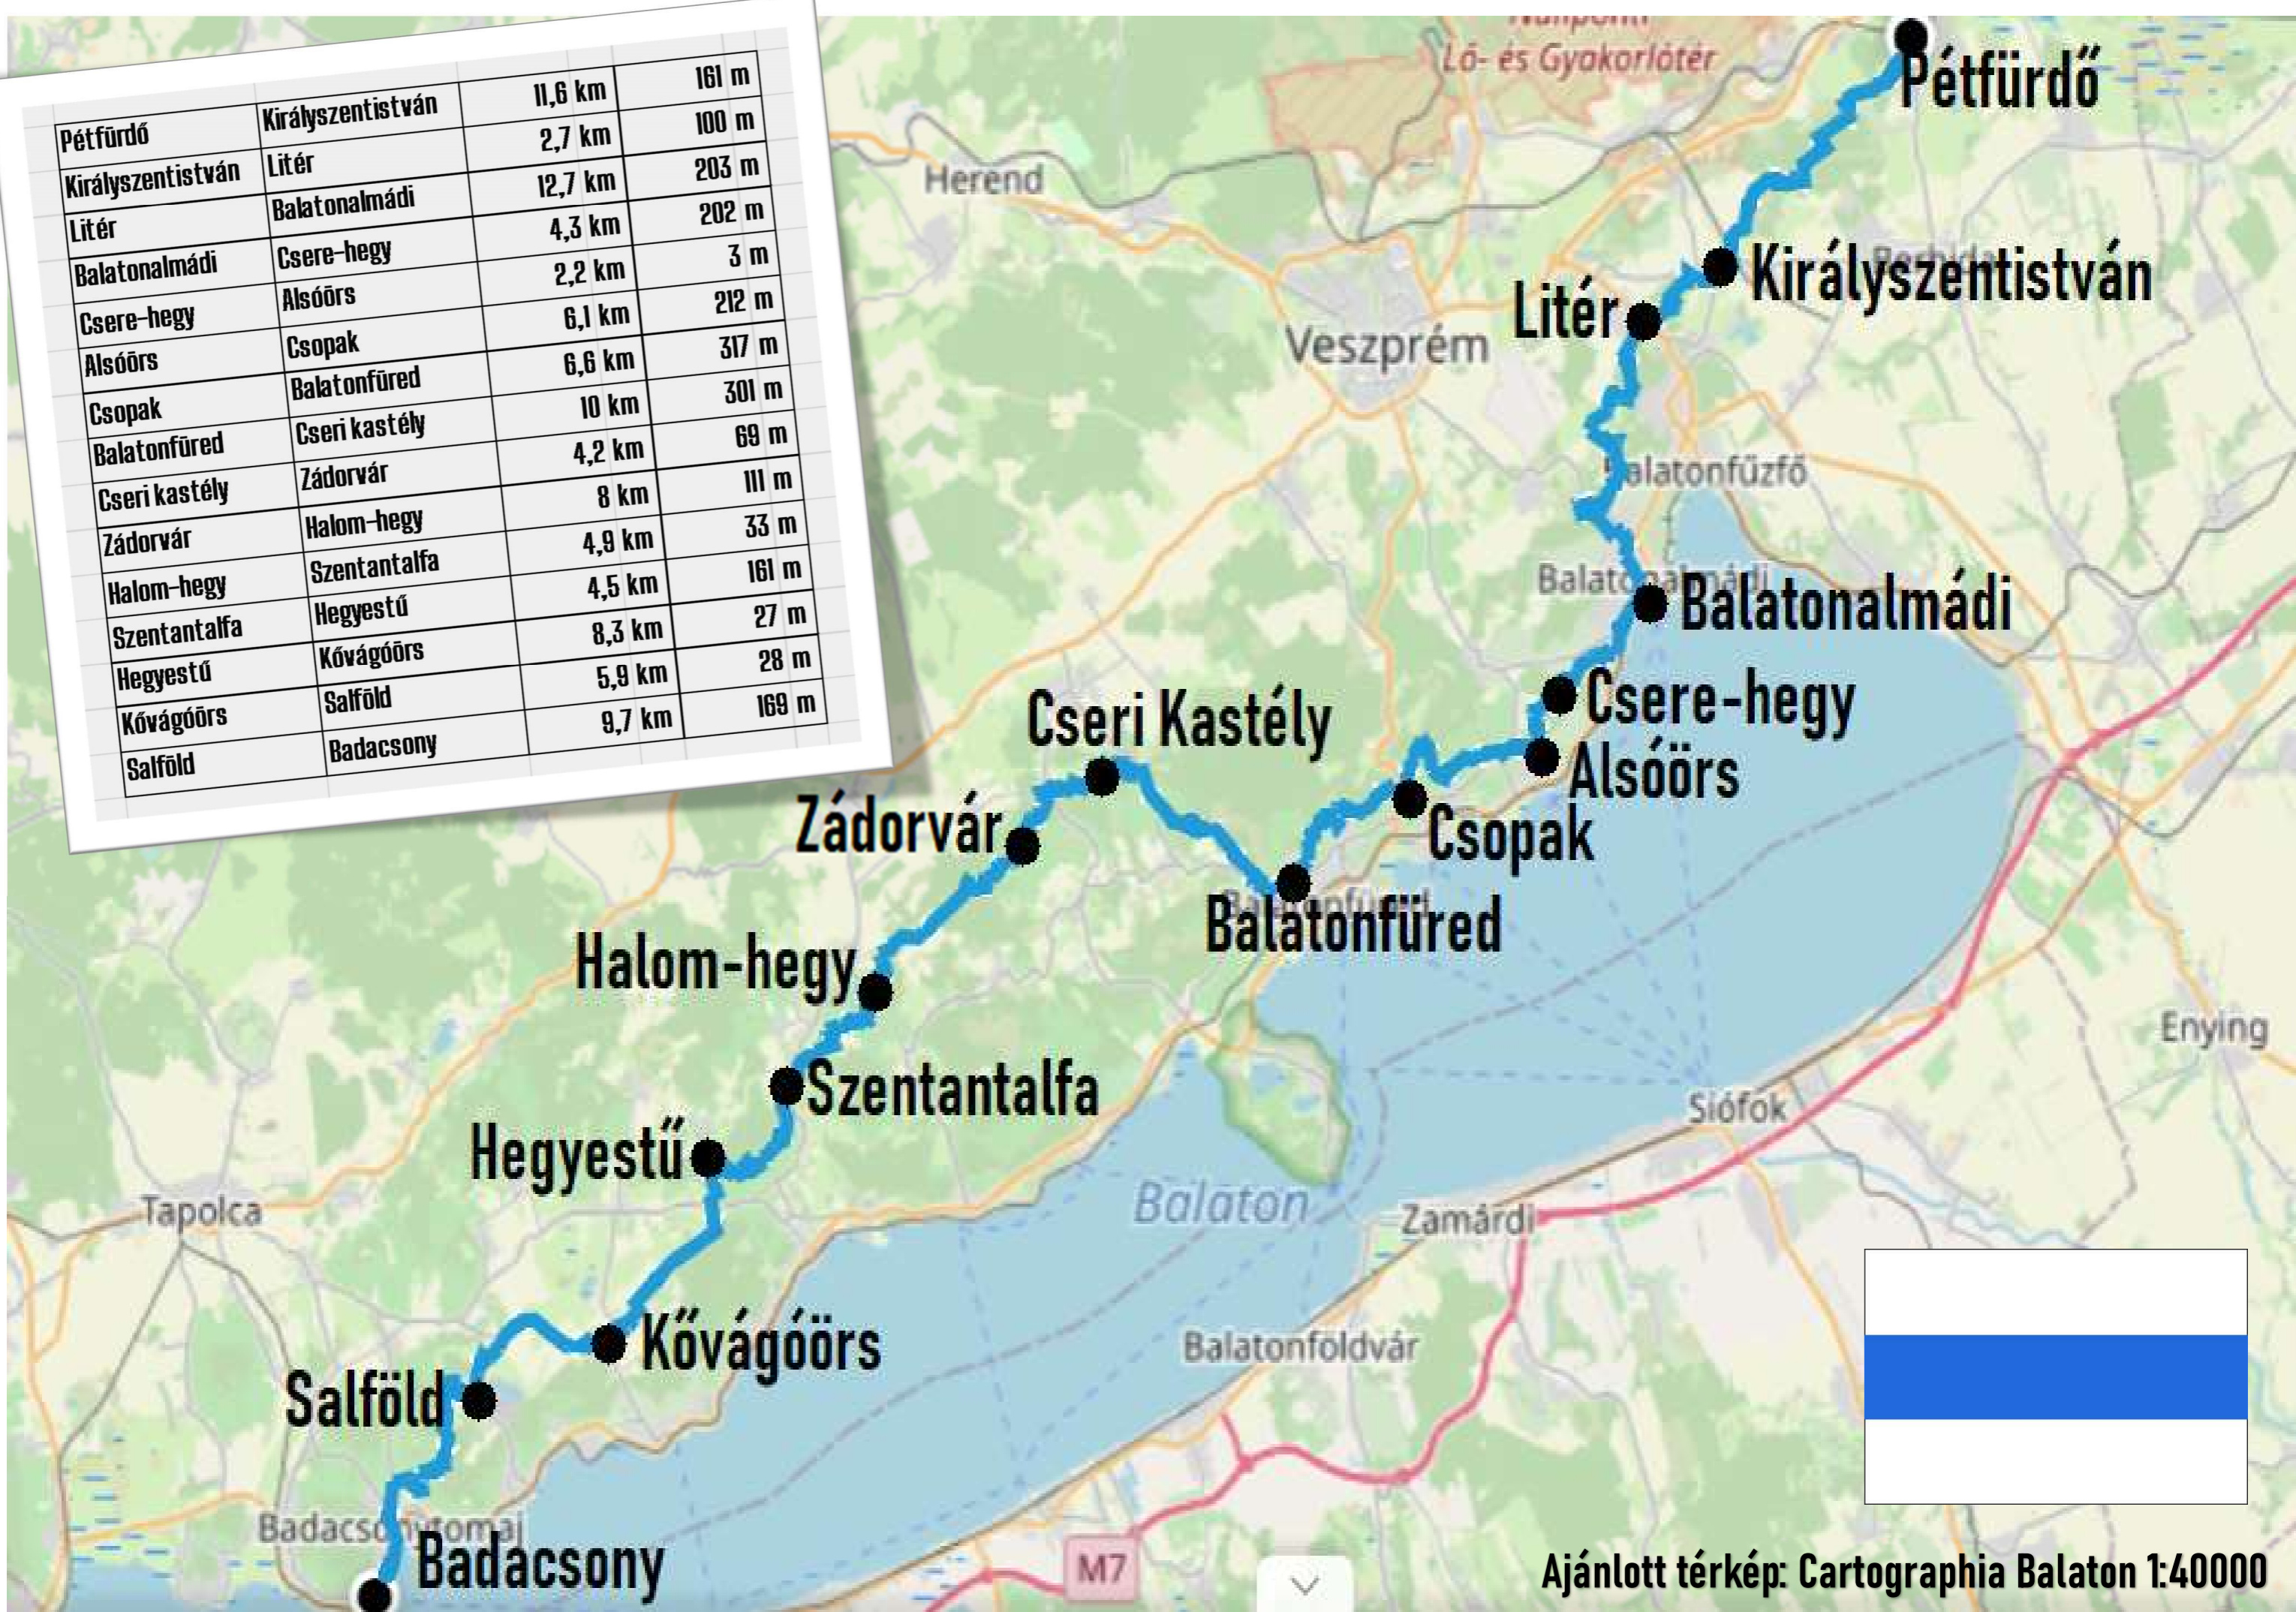 Pétfürdő Királyszentistván 11,6 km 161 m
Királyszentistván Litér 2,7 km 100 m
Litér Balatonalmádi 12,7 km 203 m
Balatonalmádi Csere-hegy 4,3 km 202 m
Csere-hegy Alsóörs 2,2 km 3 m
Alsóörs Csopak 6,1 km 212 m
Csopak Balatonfüred 6,6 km 317 m
Balatonfüred Cseri kastély 10 km 301 m
Cseri kastély Zádorvár 4,2 km 69 m
Zádorvár Halom-hegy 8 km 111 m
Halom-hegy Szentantalfa 4,9 km 33 m
Szentantalfa Hegyestű 4,5 km 161 m
Hegyestű Kővágóörs 8,3 km 27 m
Kővágóörs Salföld 5,9 km 28 m
Salföld Badacsony 9,7 km 169 m
Lő- és Gyakorlótér
Pétfürdő
Herend
Királyszentistván
Litér
Veszprém
Balatonfűzfő
Balatonalmádi
Balatonalmádi
Csere-hegy
Cseri Kastély
Alsóörs
Zádorvár
Csopak
Balatonfüred
Balatonfüred
Halom-hegy
Enying
Szentantalfa
Siófok
Hegyestű
Balaton
Tapolca
Zamárdi
Kővágóörs
Balatonföldvár
Salföld
Badacsonytomaj
Badacsony
M7
Ajánlott térkép: Cartographia Balaton 1:40000